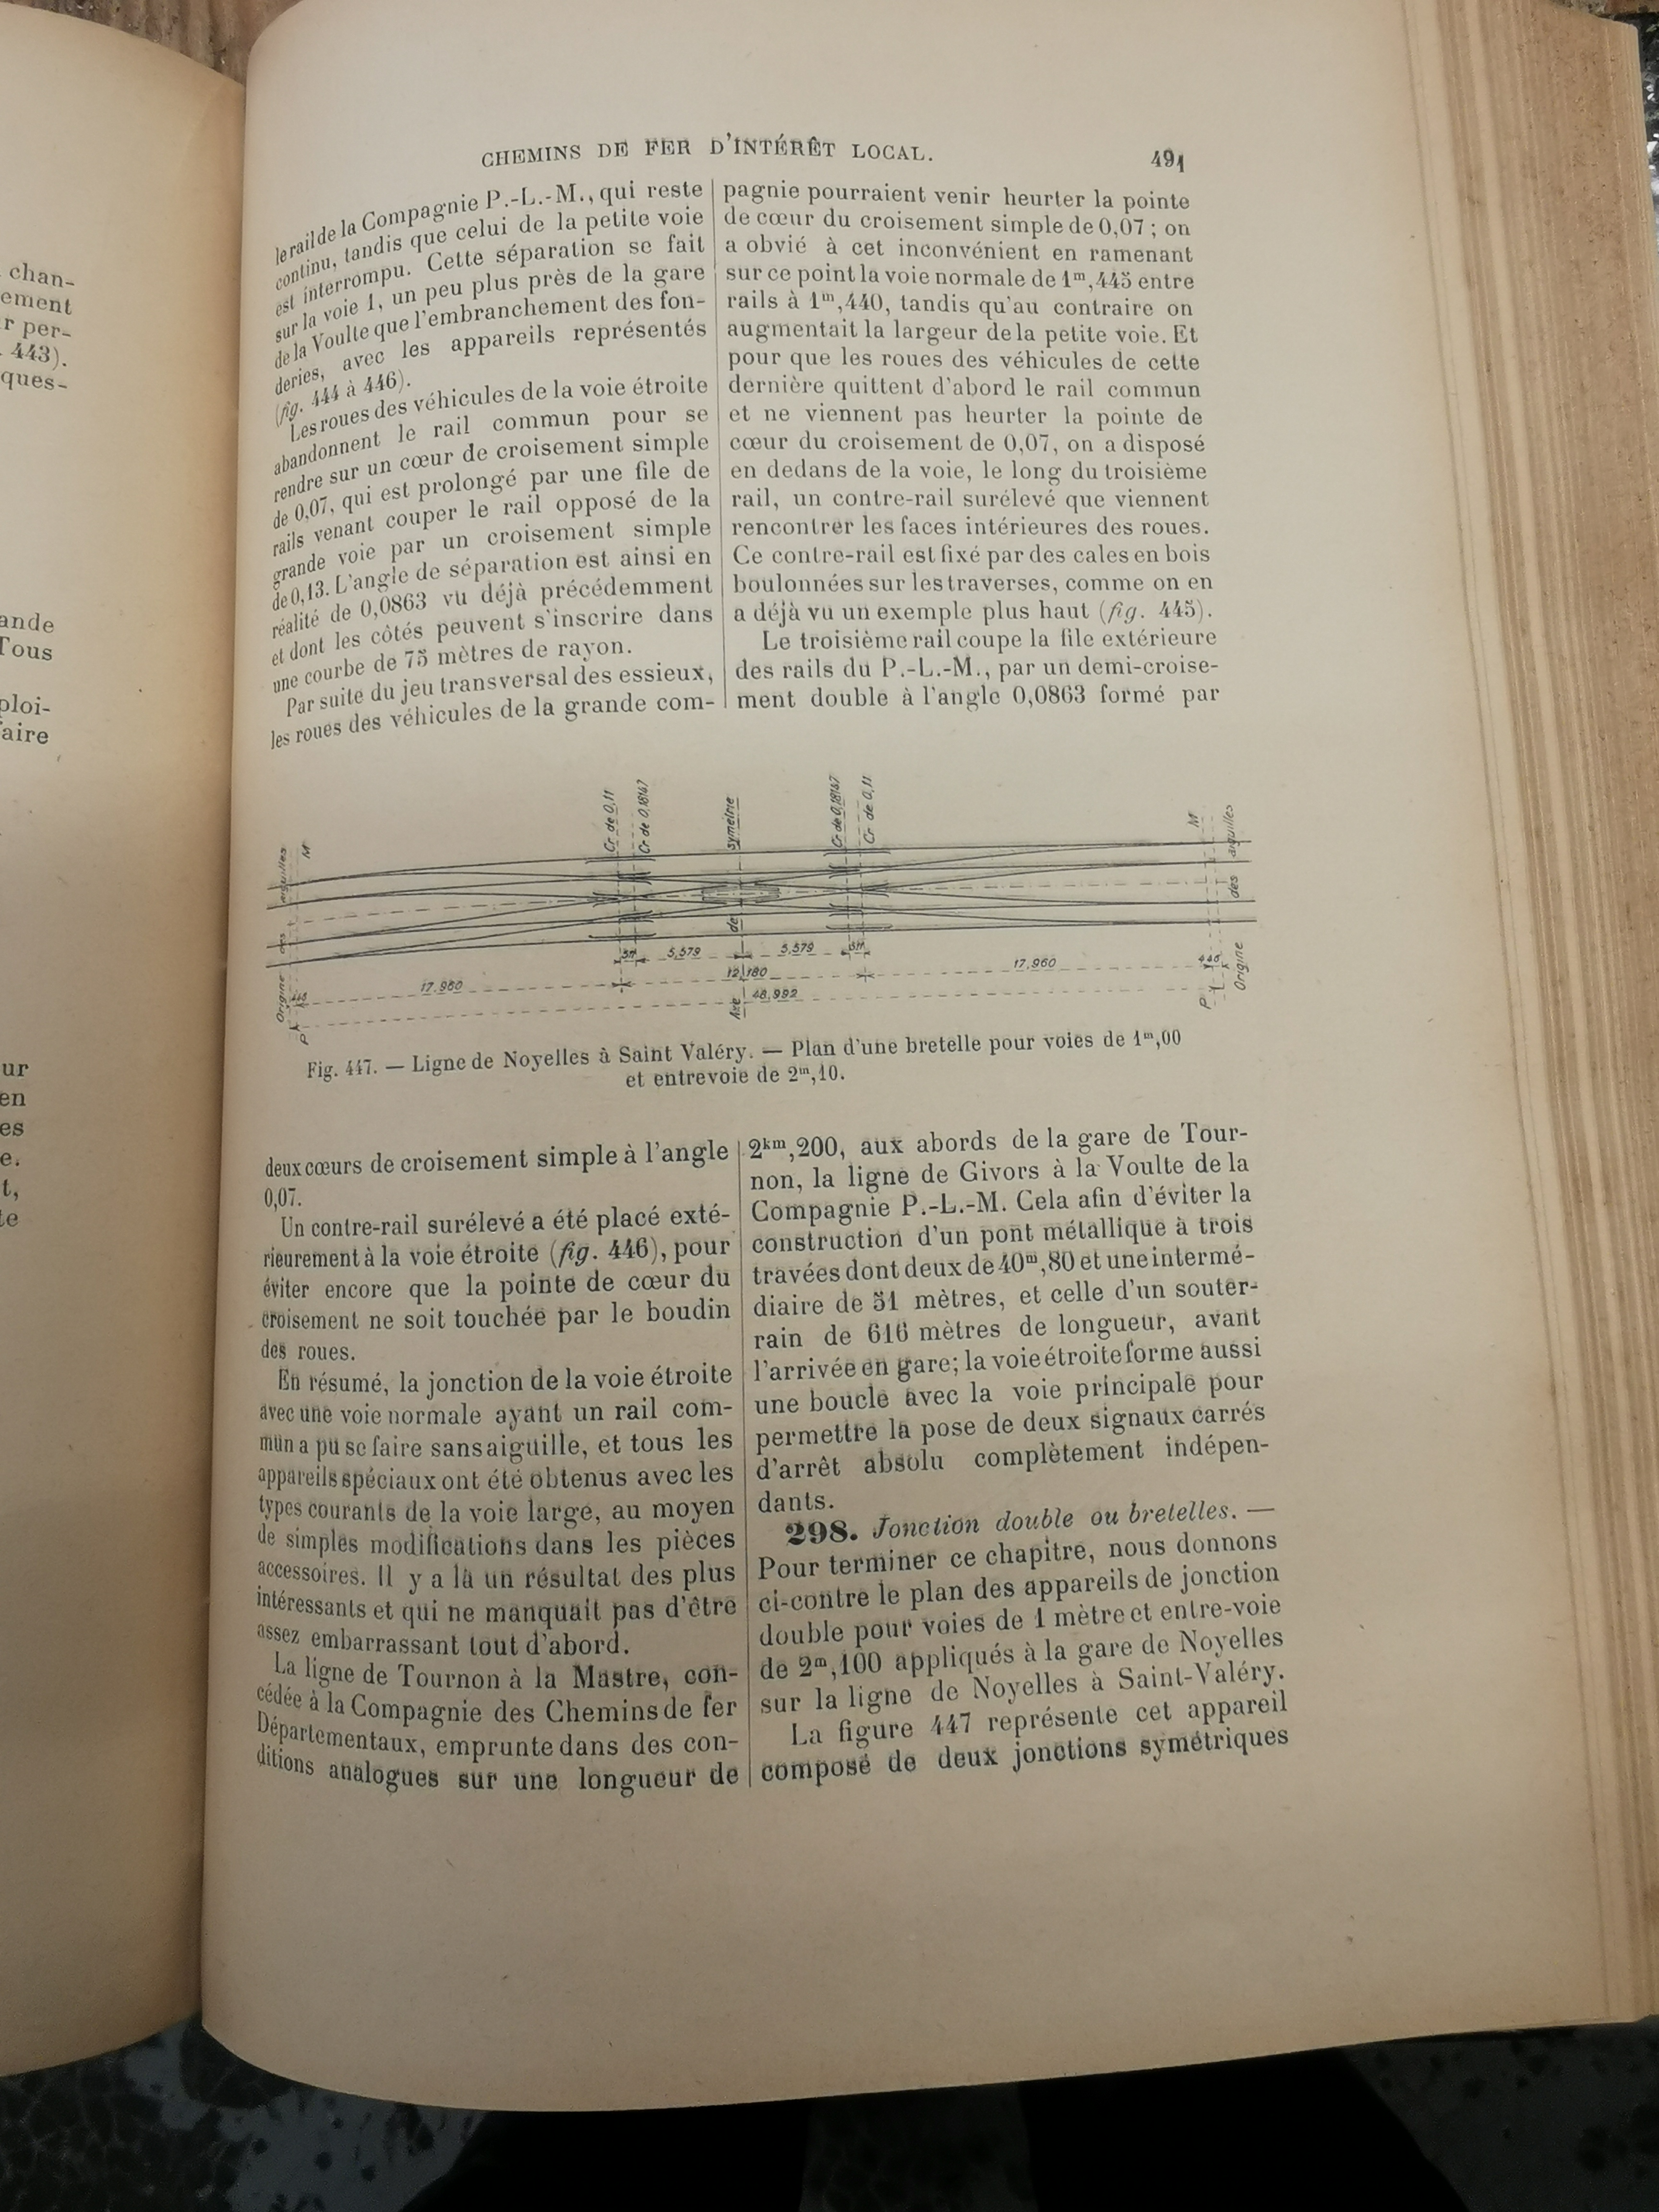 chan-
ement
r per-
443).
ques-
ande
Tous
ploi-
aire
ur
en
es
e.
t,
te
CHEMINS DE FER D'INTÉRÊT LOCAL.
491
le rail de la Compagnie P.-L.-M., qui reste
continu, tandis que celui de la petite voie
est interrompu. Cette séparation se fait
sur la voie 1, un peu plus près de la gare
de la Voulte que l'embranchement des fon-
deries, avec les appareils représentés
(fig. 444 à 446).
Les roues des véhicules de la voie étroite
abandonnent le rail commun pour se
rendre sur un cœur de croisement simple
de 0,07, qui est prolongé par une file de
rails venant couper le rail opposé de la
grande voie par un croisement simple
de 0,13. L'angle de séparation est ainsi en
réalité de 0,0863 vu déjà précédemment
et dont les côtés peuvent s'inscrire dans
une courbe de 75 mètres de rayon.
Par suite du jeu transversal des essieux,
les roues des véhicules de la grande com-
pagnie pourraient venir heurter la pointe
de cœur du croisement simple de 0,07 ; on
a obvié à cet inconvénient en ramenant
sur ce point la voie normale de 1m,445 entre
rails à 1m,440, tandis qu'au contraire on
augmentait la largeur de la petite voie. Et
pour que les roues des véhicules de cette
dernière quittent d'abord le rail commun
et ne viennent pas heurter la pointe de
cœur du croisement de 0,07, on a disposé
en dedans de la voie, le long du troisième
rail, un contre-rail surélevé que viennent
rencontrer les faces intérieures des roues.
Ce contre-rail est fixé par des cales en bois
boulonnées sur les traverses, comme on en
a déjà vu un exemple plus haut (fig. 445).
Le troisième rail coupe la file extérieure
des rails du P.-L.-M., par un demi-croise-
ment double à l'angle 0,0863 formé par
Origine des aiguilles
M
Cr de 0,11
Cr de 0,18147
Axe de symétrie
Cr de 0,18147
Cr de 0,11
M
Origine des aiguilles
511
5,579
5,579
511
17,960
12,180
17,960
446
446
48,992
P
P
Fig. 447. — Ligne de Noyelles à Saint Valéry. — Plan d'une bretelle pour voies de 1m,00
et entrevoie de 2m,10.
deux cœurs de croisement simple à l'angle
0,07.
Un contre-rail surélevé a été placé exté-
rieurement à la voie étroite (fig. 446), pour
éviter encore que la pointe de cœur du
croisement ne soit touchée par le boudin
des roues.
En résumé, la jonction de la voie étroite
avec une voie normale ayant un rail com-
mun a pu se faire sans aiguille, et tous les
appareils spéciaux ont été obtenus avec les
types courants de la voie large, au moyen
de simples modifications dans les pièces
accessoires. Il y a là un résultat des plus
intéressants et qui ne manquait pas d'être
assez embarrassant tout d'abord.
La ligne de Tournon à la Mastre, con-
cédée à la Compagnie des Chemins de fer
Départementaux, emprunte dans des con-
ditions analogues sur une longueur de
2km,200, aux abords de la gare de Tour-
non, la ligne de Givors à la Voulte de la
Compagnie P.-L.-M. Cela afin d'éviter la
construction d'un pont métallique à trois
travées dont deux de 40m,80 et une intermé-
diaire de 51 mètres, et celle d'un souter-
rain de 616 mètres de longueur, avant
l'arrivée en gare; la voie étroite forme aussi
une boucle avec la voie principale pour
permettre la pose de deux signaux carrés
d'arrêt absolu complètement indépen-
dants.
298. Jonction double ou bretelles. —
Pour terminer ce chapitre, nous donnons
ci-contre le plan des appareils de jonction
double pour voies de 1 mètre et entre-voie
de 2m,100 appliqués à la gare de Noyelles
sur la ligne de Noyelles à Saint-Valéry.
La figure 447 représente cet appareil
composé de deux jonctions symétriques